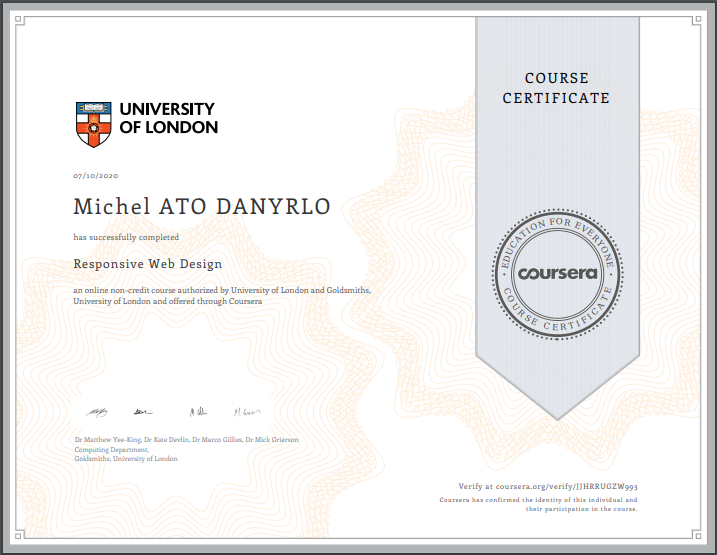 COURSE
CERTIFICATE
UNIVERSITY
OF LONDON
07/10/2020
Michel ATO DANYRLO
has successfully completed
Responsive Web Design
an online non-credit course authorized by University of London and Goldsmiths,
University of London and offered through Coursera
EDUCATION FOR EVERYONE
coursera
COURSE CERTIFICATE
Dr Matthew Yee-King, Dr Kate Devlin, Dr Marco Gillies, Dr Mick Grierson
Computing Department,
Goldsmiths, University of London
Verify at coursera.org/verify/JJHRRUGZW993
Coursera has confirmed the identity of this individual and
their participation in the course.